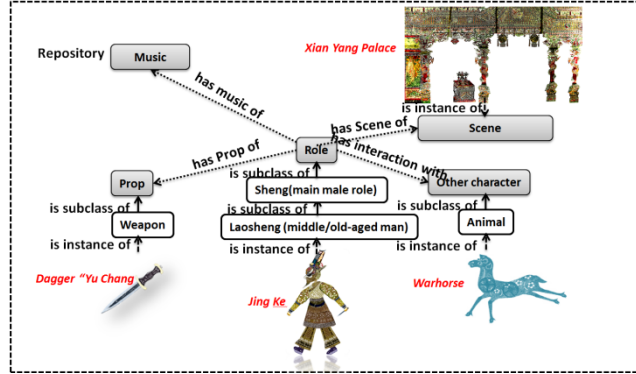 Xian Yang Palace
Repository
Music
has music of
is instance of
has Scene of
Scene
Role
has Prop of
has interaction with
is subclass of
Prop
Sheng(main male role)
Other character
is subclass of
is subclass of
is subclass of
Weapon
Laosheng (middle/old-aged man)
Animal
is instance of
is instance of
is instance of
Dagger “Yu Chang
Jing Ke
Warhorse